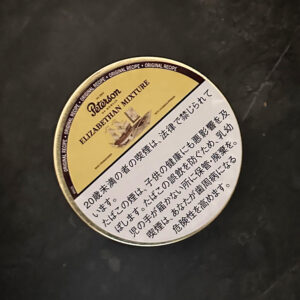 ORIGINAL RECIPE • ORIGINAL RECIPE • ORIGINAL RECIPE
Peterson
ELIZABETHAN MIXTURE
20歳未満の者の喫煙は、法律で禁じられて
います。
たばこの煙は、子供の健康にも悪影響を及
ぼします。たばこの誤飲を防ぐため、乳幼
児の手が届かない所に保管・廃棄を。
喫煙は、あなたが歯周病になる
危険性を高めます。